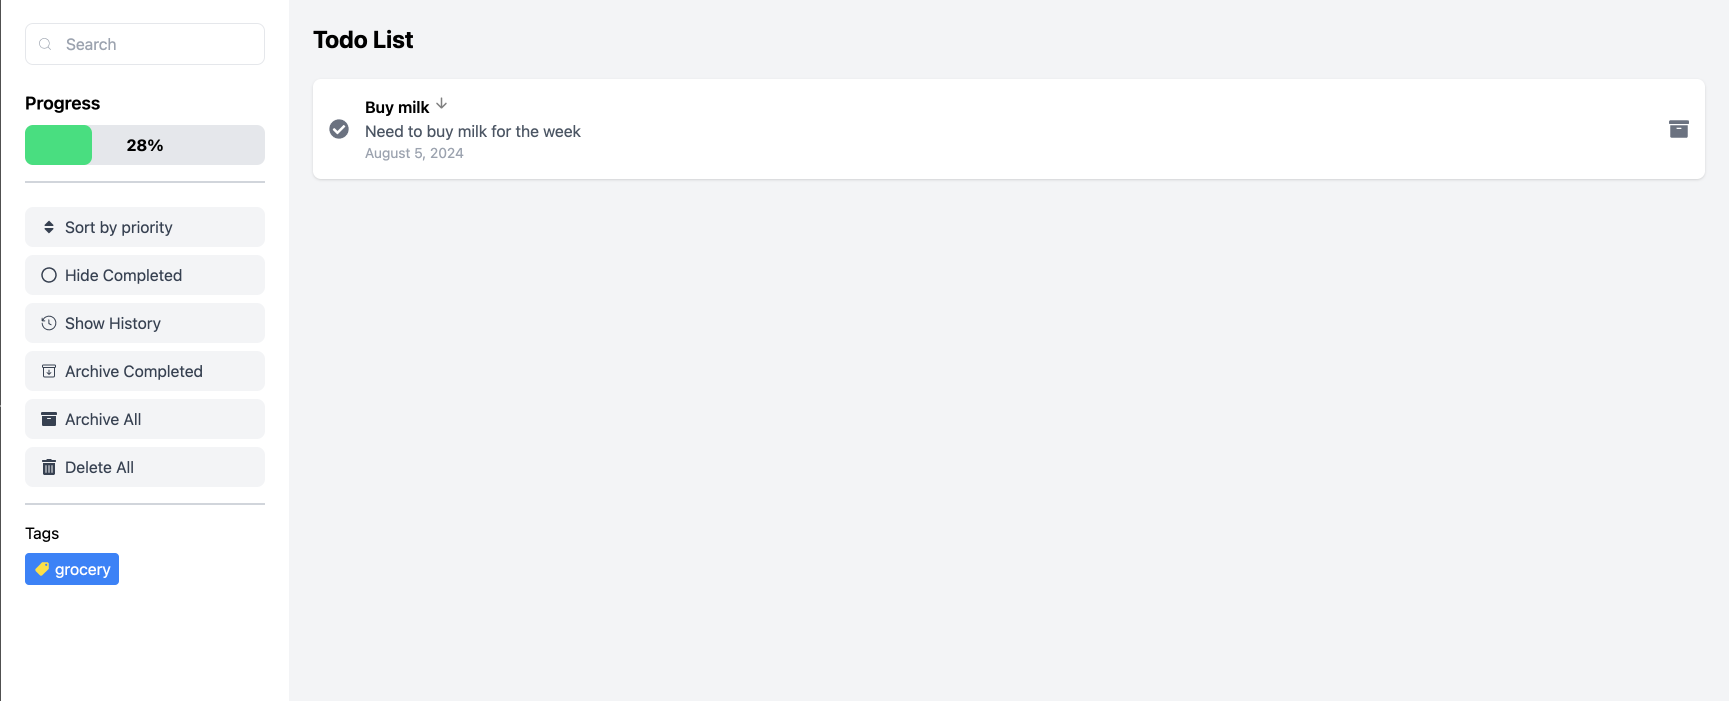 Search
Progress
28%
Sort by priority
Hide Completed
Show History
Archive Completed
Archive All
Delete All
Tags
grocery
Todo List
Buy milk
Need to buy milk for the week
August 5, 2024